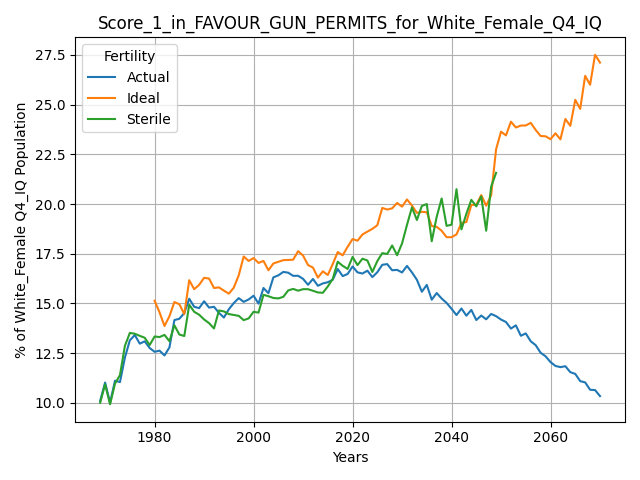 Score_1_in_FAVOUR_GUN_PERMITS_for_White_Female_Q4_IQ
% of White_Female Q4_IQ Population
27.5
25.0
22.5
20.0
17.5
15.0
12.5
10.0
Fertility
Actual
Ideal
Sterile
1980
2000
2020
2040
2060
Years